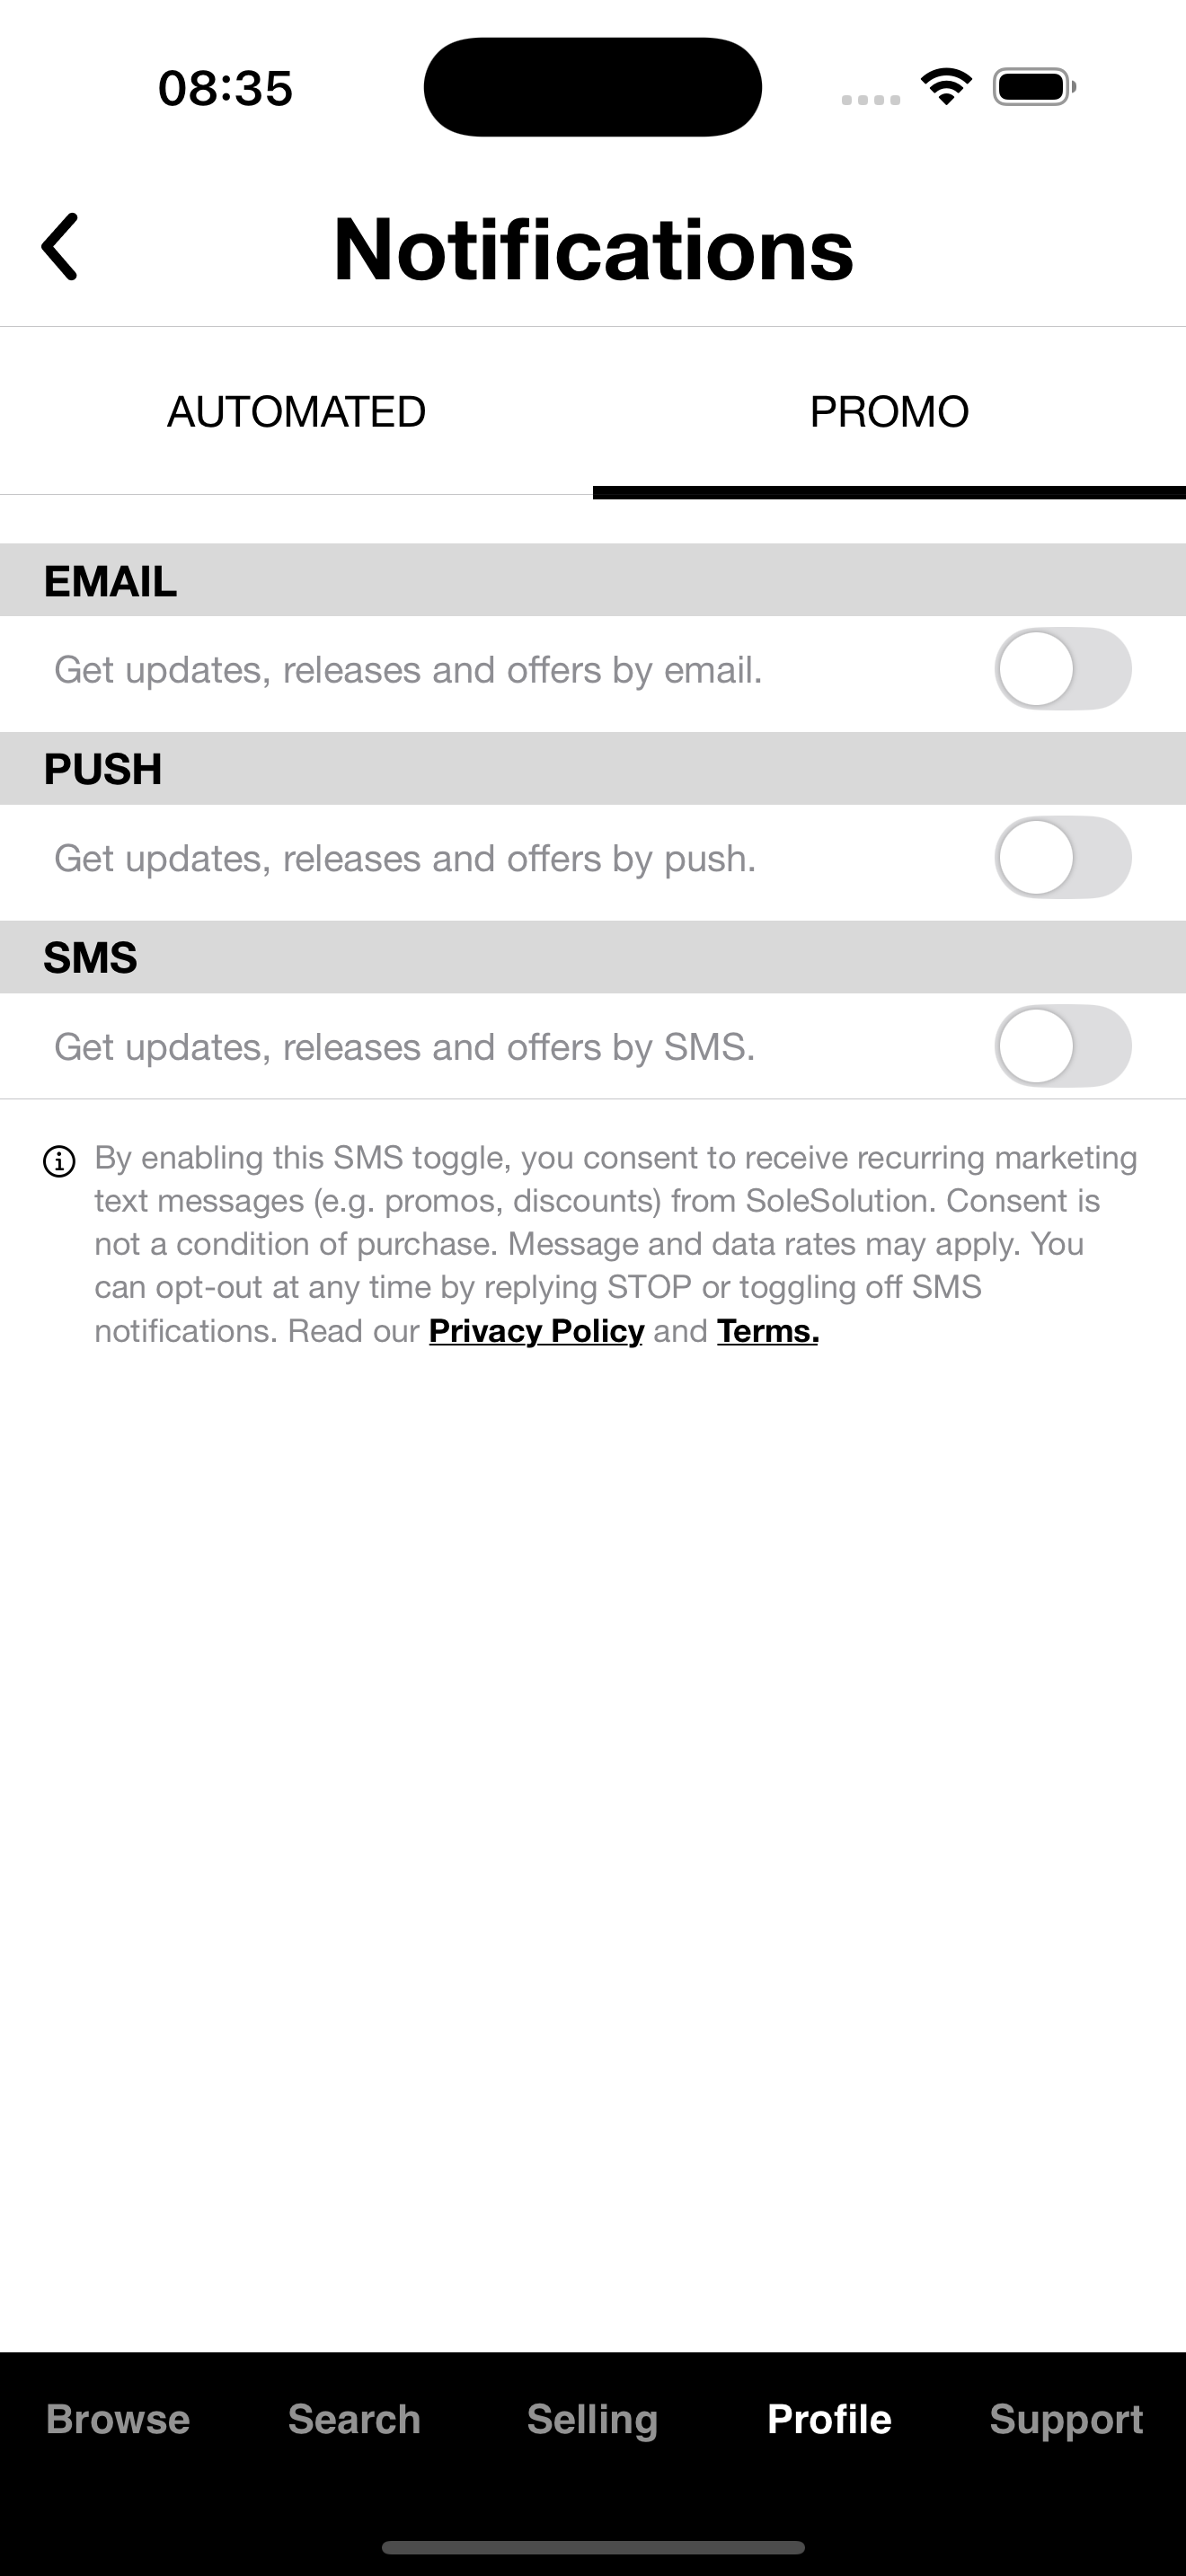 08:35
Notifications
AUTOMATED
PROMO
EMAIL
Get updates, releases and offers by email.
PUSH
Get updates, releases and offers by push.
SMS
Get updates, releases and offers by SMS.
By enabling this SMS toggle, you consent to receive recurring marketing
text messages (e.g. promos, discounts) from SoleSolution. Consent is
not a condition of purchase. Message and data rates may apply. You
can opt-out at any time by replying STOP or toggling off SMS
notifications. Read our Privacy Policy and Terms.
Browse
Search
Selling
Profile
Support